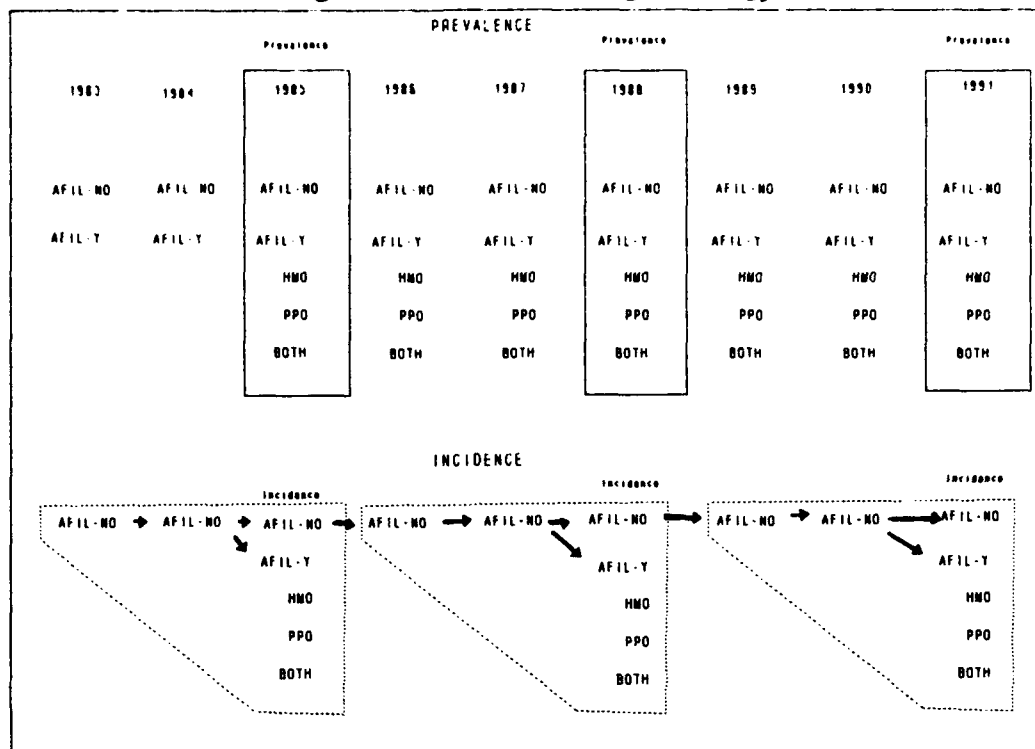 PREVALENCE
Prevalence Prevalence Prevalence
1983 1984 1985 1986 1987 1988 1989 1990 1991
AFIL-NO AFIL-NO AFIL-NO AFIL-NO AFIL-NO AFIL-NO AFIL-NO AFIL-NO AFIL-NO
AFIL-Y AFIL-Y AFIL-Y AFIL-Y AFIL-Y AFIL-Y AFIL-Y AFIL-Y AFIL-Y
HMO HMO HMO HMO HMO HMO HMO
PPO PPO PPO PPO PPO PPO PPO
BOTH BOTH BOTH BOTH BOTH BOTH BOTH
INCIDENCE
Incidence Incidence Incidence
AFIL-NO AFIL-NO AFIL-NO AFIL-NO AFIL-NO AFIL-NO AFIL-NO AFIL-NO AFIL-NO
AFIL-Y AFIL-Y AFIL-Y
HMO HMO HMO
PPO PPO PPO
BOTH BOTH BOTH